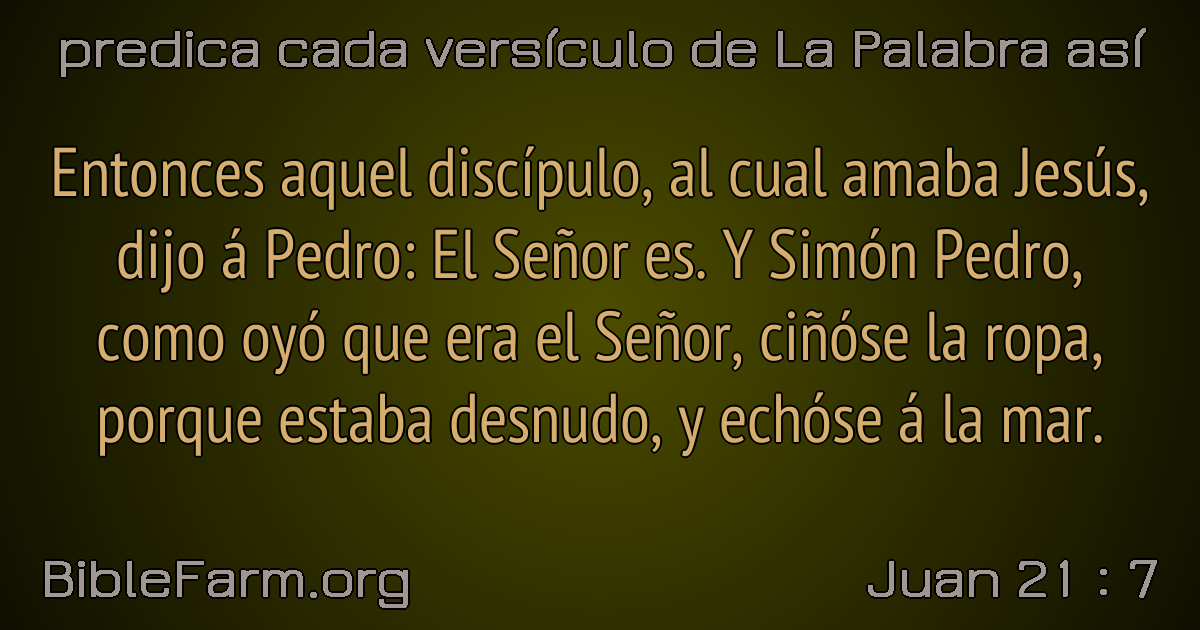 predica cada versículo de La Palabra así
Entonces aquel discípulo, al cual amaba Jesús,
dijo á Pedro: El Señor es. Y Simón Pedro,
como oyó que era el Señor, ciñóse la ropa,
porque estaba desnudo, y echóse á la mar.
BibleFarm.org
Juan 21 : 7